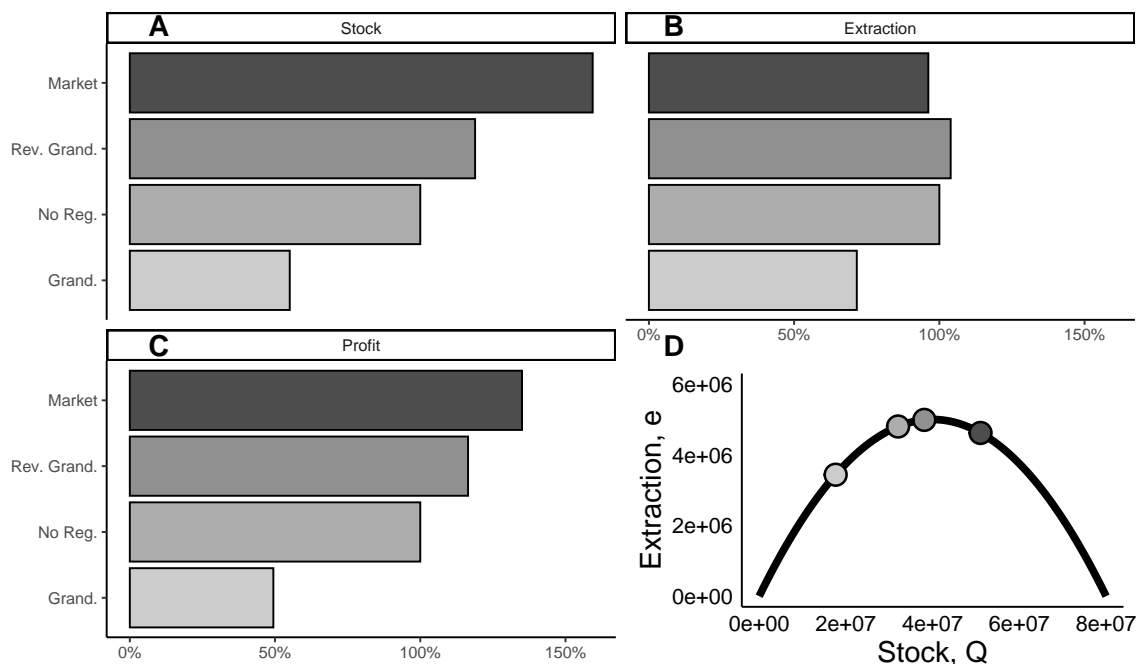 A Stock
Market
Rev. Grand.
No Reg.
Grand.
B Extraction
0% 50% 100% 150%
C Profit
Market
Rev. Grand.
No Reg.
Grand.
0% 50% 100% 150%
D
Extraction, e
6e+06
4e+06
2e+06
0e+00
0e+00 2e+07 4e+07 6e+07 8e+07
Stock, Q